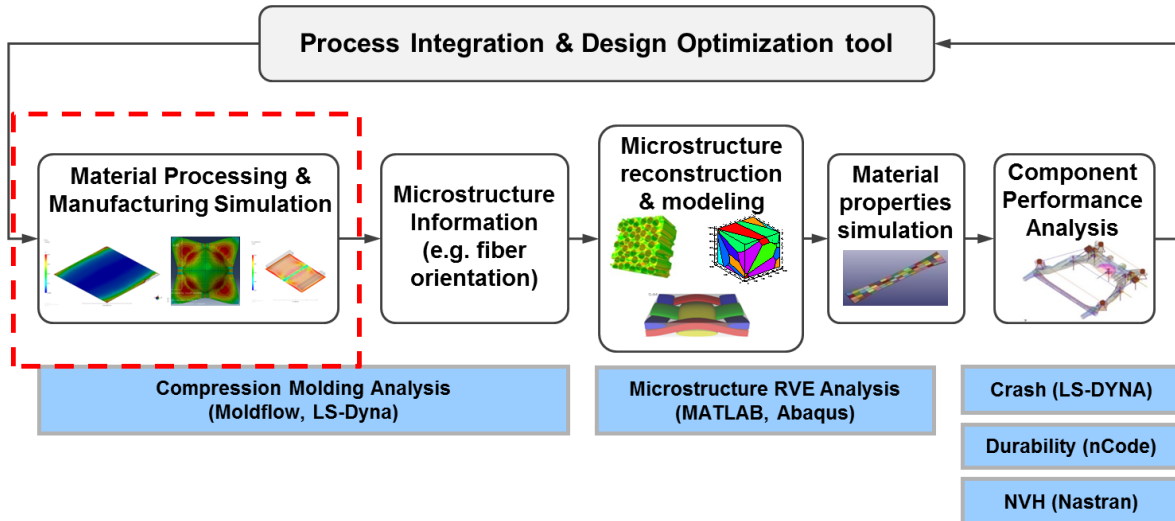 Process Integration & Design Optimization tool
Material Processing &
Manufacturing Simulation
Microstructure
Information
(e.g. fiber
orientation)
Microstructure
reconstruction
& modeling
Material
properties
simulation
Component
Performance
Analysis
Compression Molding Analysis
(Moldflow, LS-Dyna)
Microstructure RVE Analysis
(MATLAB, Abaqus)
Crash (LS-DYNA)
Durability (nCode)
NVH (Nastran)